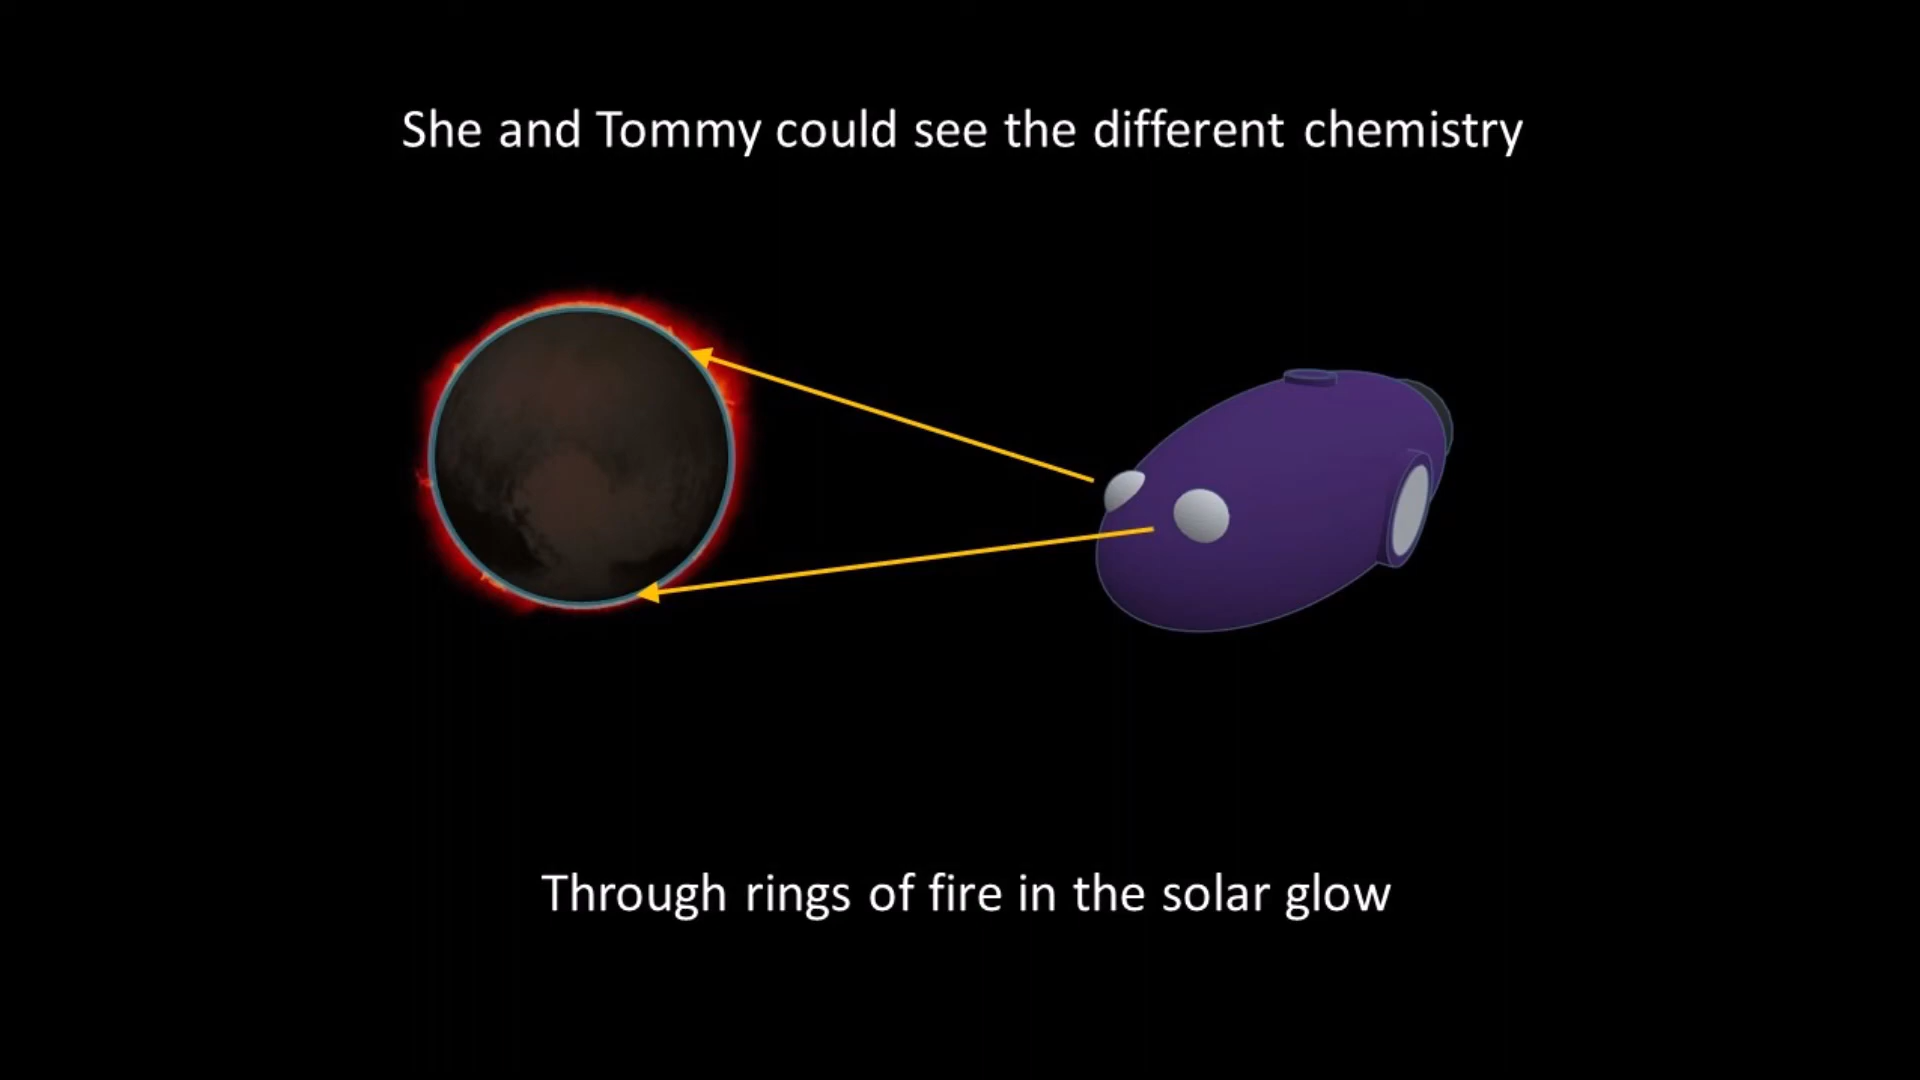 She and Tommy could see the different chemistry
Through rings of fire in the solar glow